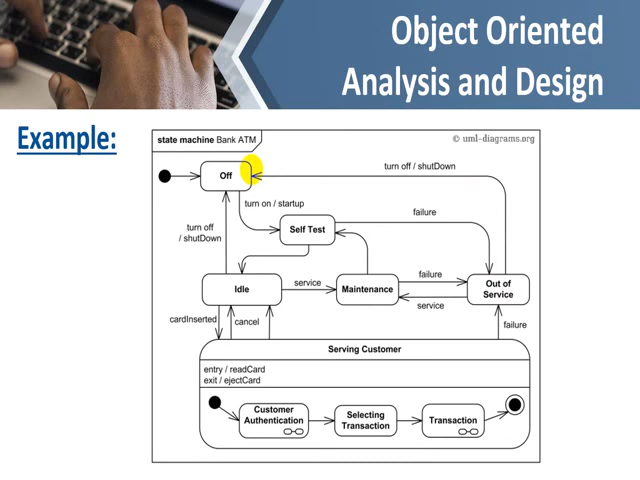 Object Oriented
Analysis and Design
Example:
state machine Bank ATM
© uml-diagrams.org
turn off / shutDown
Off
turn on / startup
failure
turn off
/ shutDown
Self Test
Idle
service
Maintenance
failure
service
Out of
Service
cardInserted
cancel
failure
Serving Customer
entry / readCard
exit / ejectCard
Customer
Authentication
Selecting
Transaction
Transaction